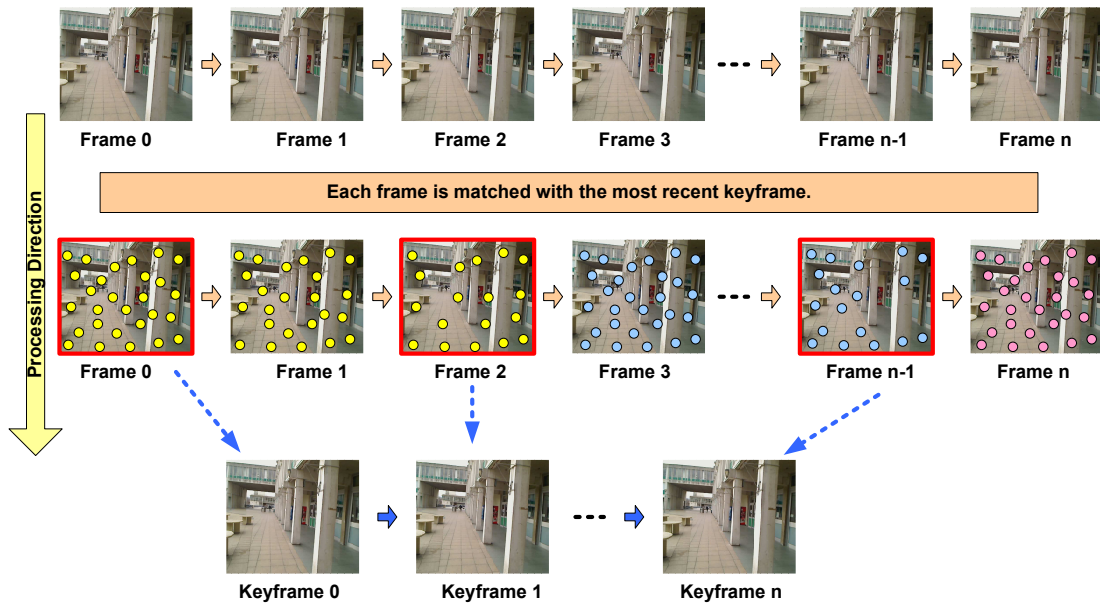 Frame 0
Frame 1
Frame 2
Frame 3
Frame n-1
Frame n
Processing Direction
Each frame is matched with the most recent keyframe.
Frame 0
Frame 1
Frame 2
Frame 3
Frame n-1
Frame n
Keyframe 0
Keyframe 1
Keyframe n